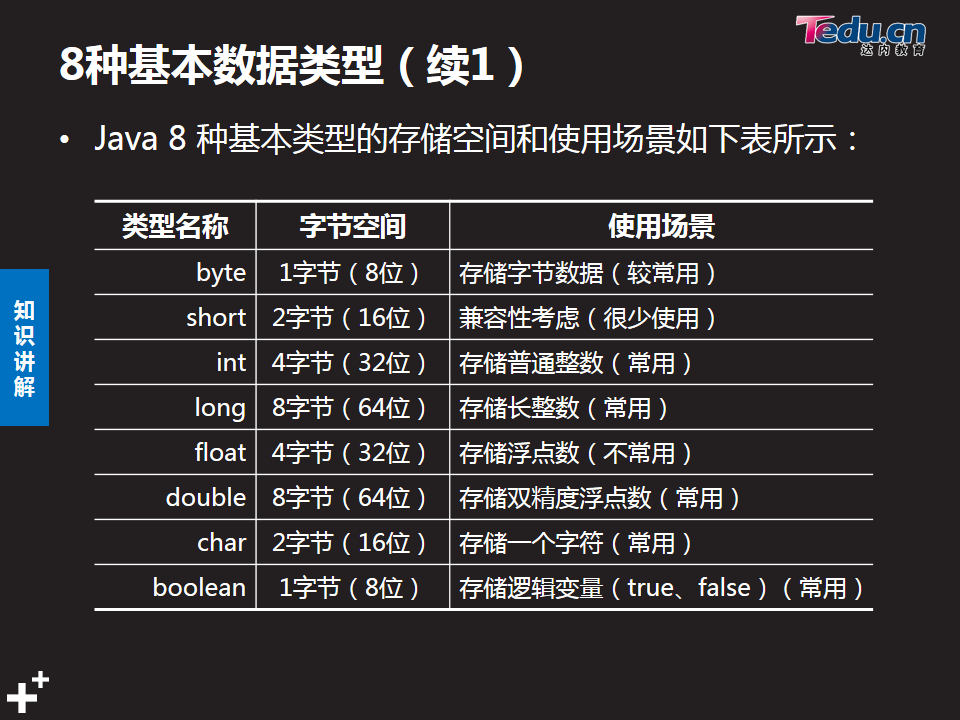 Tedu.cn
达内教育
8种基本数据类型（续1）
• Java 8 种基本类型的存储空间和使用场景如下表所示：
类型名称 字节空间 使用场景
byte 1字节（8位） 存储字节数据（较常用）
short 2字节（16位） 兼容性考虑（很少使用）
int 4字节（32位） 存储普通整数（常用）
long 8字节（64位） 存储长整数（常用）
float 4字节（32位） 存储浮点数（不常用）
double 8字节（64位） 存储双精度浮点数（常用）
char 2字节（16位） 存储一个字符（常用）
boolean 1字节（8位） 存储逻辑变量（true、false）（常用）
知
识
讲
解